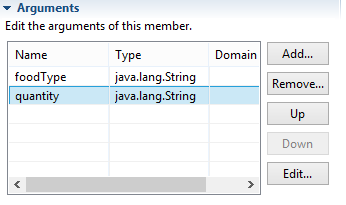 Arguments
Edit the arguments of this member.
Name Type Domain Add...
foodType java.lang.String
quantity java.lang.String Remove...
Up
Down
Edit...